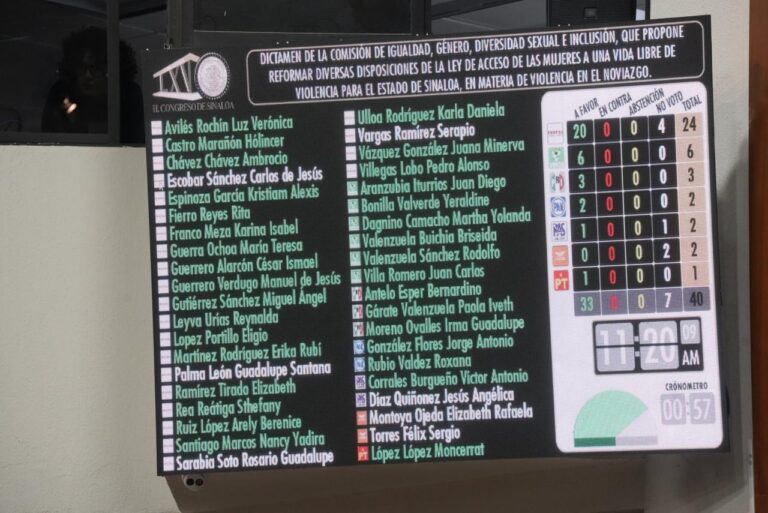 EL CONGRESO DE SINALOA
DICTAMEN DE LA COMISIÓN DE IGUALDAD, GÉNERO, DIVERSIDAD SEXUAL E INCLUSIÓN, QUE PROPONE
REFORMAR DIVERSAS DISPOSICIONES DE LA LEY DE ACCESO DE LAS MUJERES A UNA VIDA LIBRE DE
VIOLENCIA PARA EL ESTADO DE SINALOA, EN MATERIA DE VIOLENCIA EN EL NOVIAZGO.
Avilés Rochín Luz Verónica
Castro Marañón Hólincer
Chávez Chávez Ambrocio
Escobar Sánchez Carlos de Jesús
Espinoza García Kristiam Alexis
Fierro Reyes Rita
Franco Meza Karina Isabel
Guerra Ochoa María Teresa
Guerrero Alarcón César Ismael
Guerrero Verdugo Manuel de Jesús
Gutiérrez Sánchez Miguel Ángel
Leyva Urías Reynalda
Lopez Portillo Eligio
Martínez Rodríguez Erika Rubí
Palma León Guadalupe Santana
Ramírez Tirado Elizabeth
Rea Reátiga Sthefany
Ruiz López Arely Berenice
Santiago Marcos Nancy Yadira
Sarabia Soto Rosario Guadalupe
Ulloa Rodríguez Karla Daniela
Vargas Ramírez Serapio
Vázquez González Juana Minerva
Villegas Lobo Pedro Alonso
Aranzubia Iturrios Juan Diego
Bonilla Valverde Yeraldine
Dagnino Camacho Martha Yolanda
Valenzuela Buichia Briseida
Valenzuela Sánchez Rodolfo
Villa Romero Juan Carlos
Antelo Esper Bernardino
Gárate Valenzuela Paola Iveth
Moreno Ovalles Irma Guadalupe
González Flores Jorge Antonio
Rubio Valdez Roxana
Corrales Burgueño Victor Antonio
Díaz Quiñonez Jesús Angélica
Montoya Ojeda Elizabeth Rafaela
Torres Félix Sergio
PT López López Moncerat
A FAVOR EN CONTRA ABSTENCIÓN NO VOTO TOTAL
20 0 0 4 24
6 0 0 0 6
3 0 0 0 3
PAN 2 0 0 0 2
PAS 1 0 0 1 2
0 0 0 2 2
PT 1 0 0 0 1
33 0 0 7 40
11:20 09 AM
CRÓNOMETRO
00:57